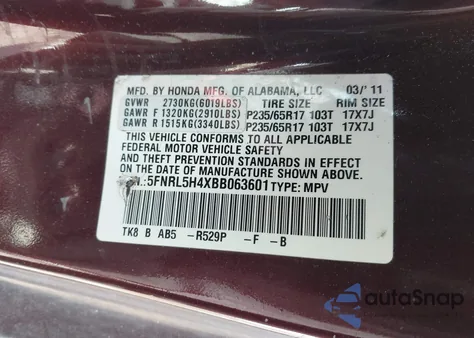 MFD. BY HONDA MFG. OF ALABAMA, LLC 03/'11
GVWR 2730KG(6019LBS) TIRE SIZE RIM SIZE
GAWR F 1320KG(2910LBS) P235/65R17 103T 17X7J
GAWR R 1515KG(3340LBS) P235/65R17 103T 17X7J
THIS VEHICLE CONFORMS TO ALL APPLICABLE
FEDERAL MOTOR VEHICLE SAFETY, BUMPER,
AND THEFT PREVENTION STANDARDS IN EFFECT
ON THE DATE OF MANUFACTURE SHOWN ABOVE.
5FNRL5H4XBB063601 TYPE: MPV
TK8 B AB5 -R529P -F -B
autoSnap